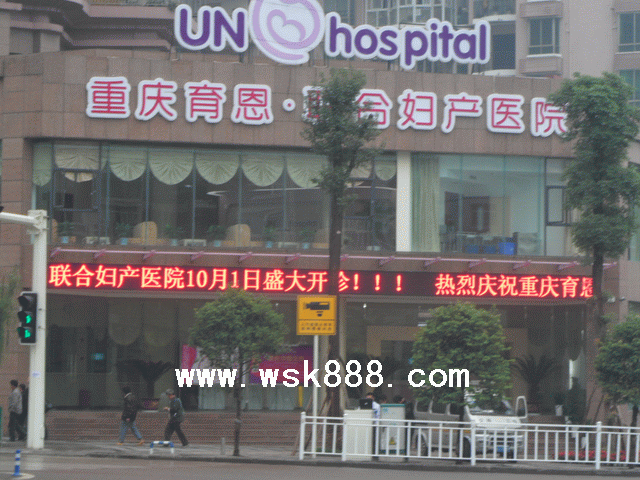 UN hospital
重庆育恩·联合妇产医院
联合妇产医院10月1日盛大开诊！！！ 热烈庆祝重庆育恩
www.wsk888.com